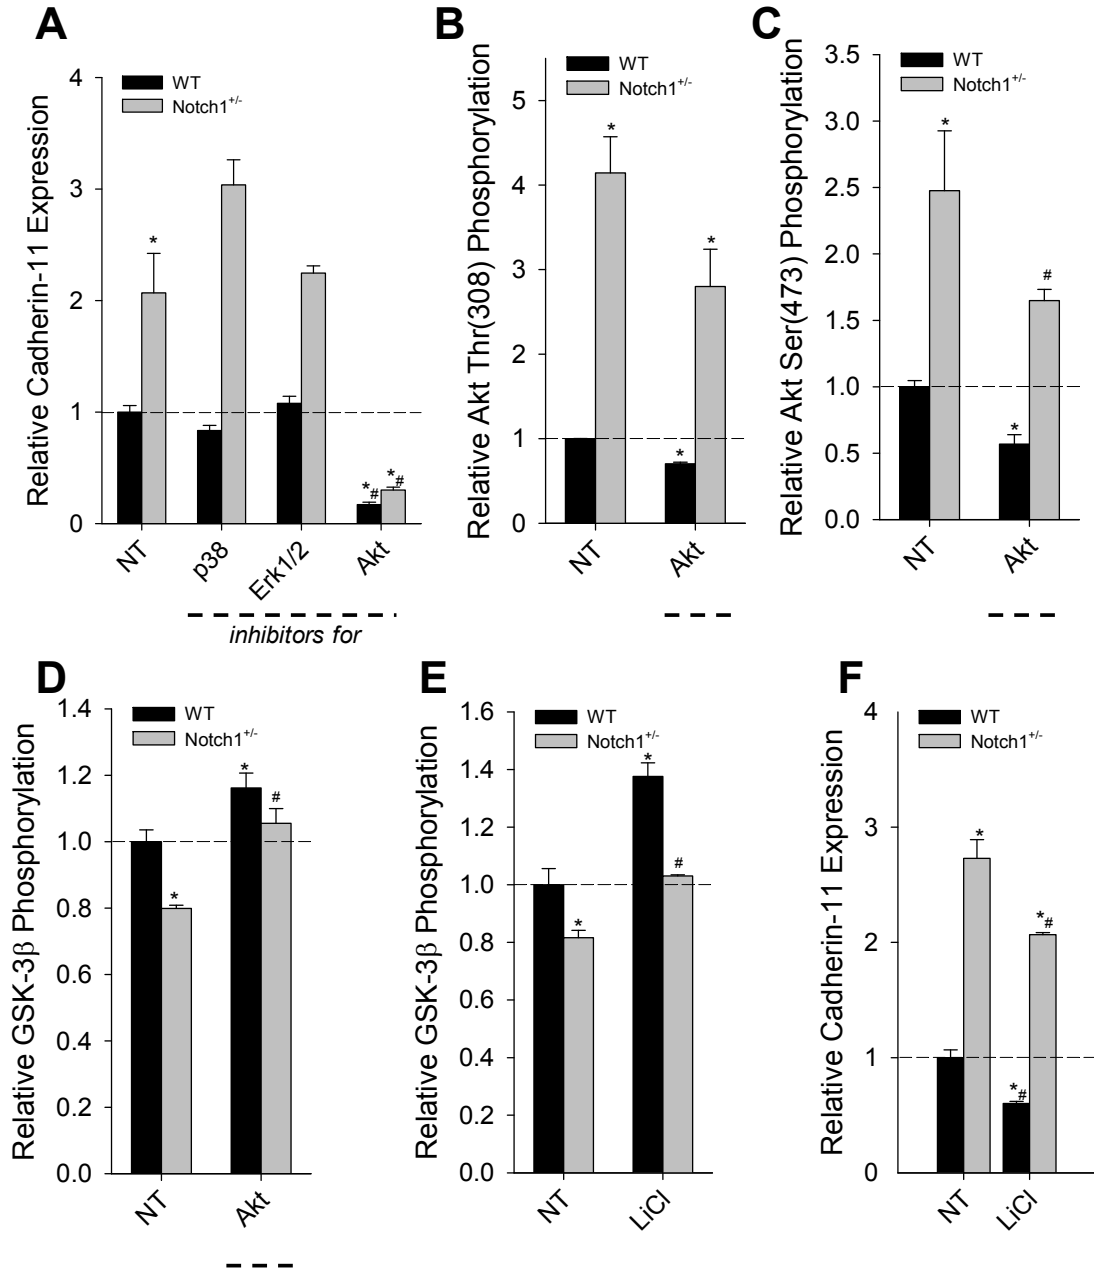 A
Relative Cadherin-11 Expression
WT
Notch1+/-
4
3
2
1
0
*
*#
*#
NT
p38
Erk1/2
Akt
inhibitors for
B
Relative Akt Thr(308) Phosphorylation
WT
Notch1+/-
5
4
3
2
1
0
*
*
*
NT
Akt
C
Relative Akt Ser(473) Phosphorylation
WT
Notch1+/-
3.5
3.0
2.5
2.0
1.5
1.0
0.5
0.0
*
*
#
NT
Akt
D
Relative GSK-3β Phosphorylation
WT
Notch1+/-
1.4
1.2
1.0
0.8
0.6
0.4
0.2
0.0
*
*
#
NT
Akt
E
Relative GSK-3β Phosphorylation
WT
Notch1+/-
1.6
1.4
1.2
1.0
0.8
0.6
0.4
0.2
0.0
*
*
#
NT
LiCl
F
Relative Cadherin-11 Expression
WT
Notch1+/-
4
3
2
1
0
*
*#
*#
NT
LiCl